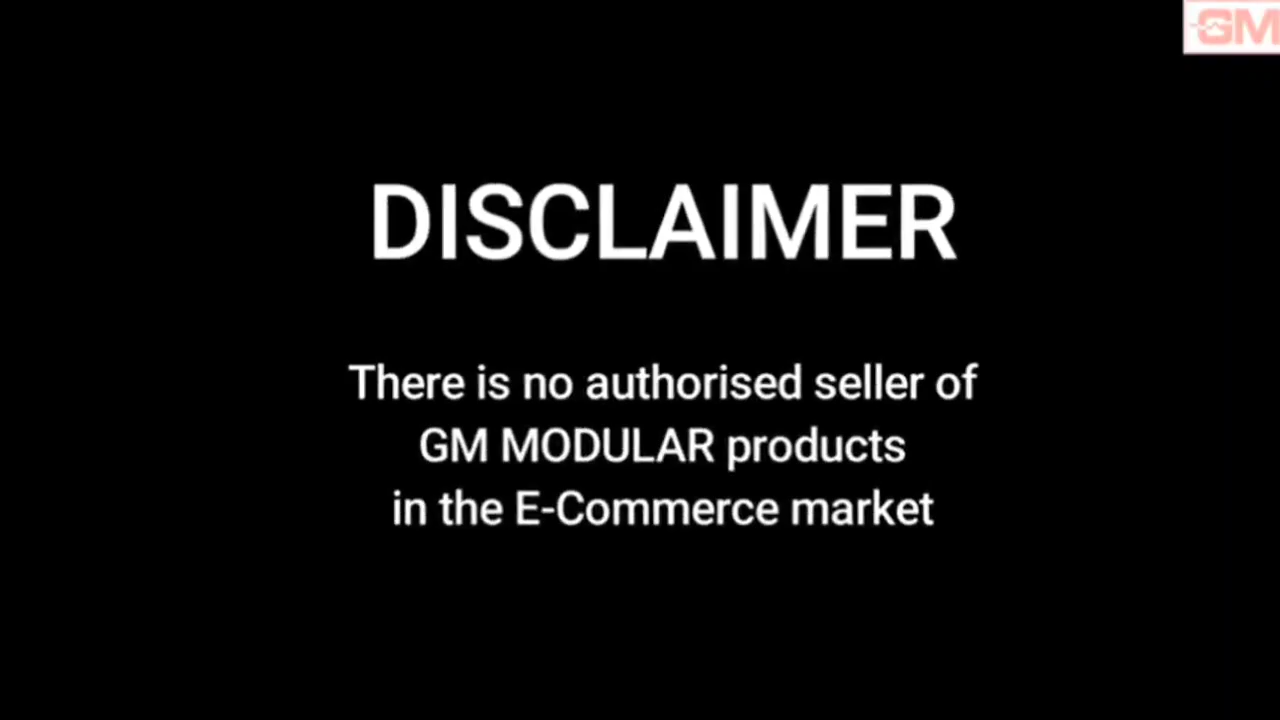 GM
DISCLAIMER
There is no authorised seller of
GM MODULAR products
in the E-Commerce market